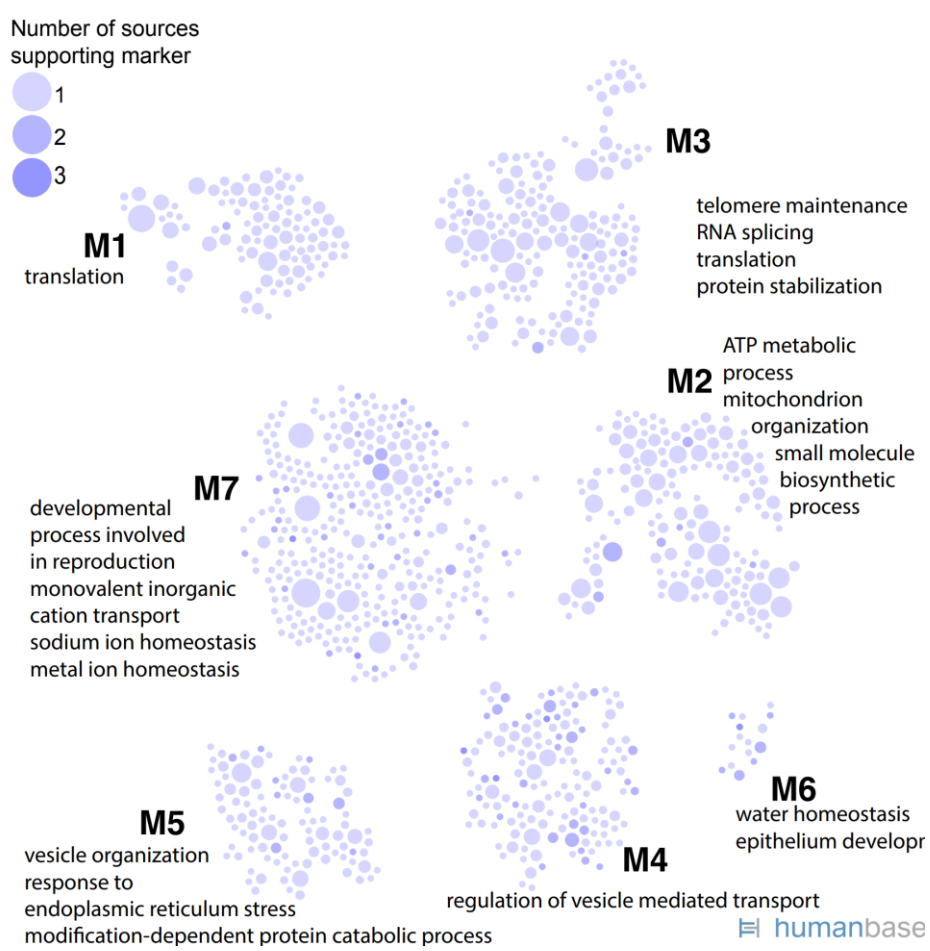 Number of sources
supporting marker
1
2
3
M3
telomere maintenance
RNA splicing
translation
protein stabilization
M1
translation
M2
ATP metabolic
process
mitochondrion
organization
small molecule
biosynthetic
process
M7
developmental
process involved
in reproduction
monovalent inorganic
cation transport
sodium ion homeostasis
metal ion homeostasis
M5
vesicle organization
response to
endoplasmic reticulum stress
modification-dependent protein catabolic process
M4
regulation of vesicle mediated transport
M6
water homeostasis
epithelium developr
humanbase